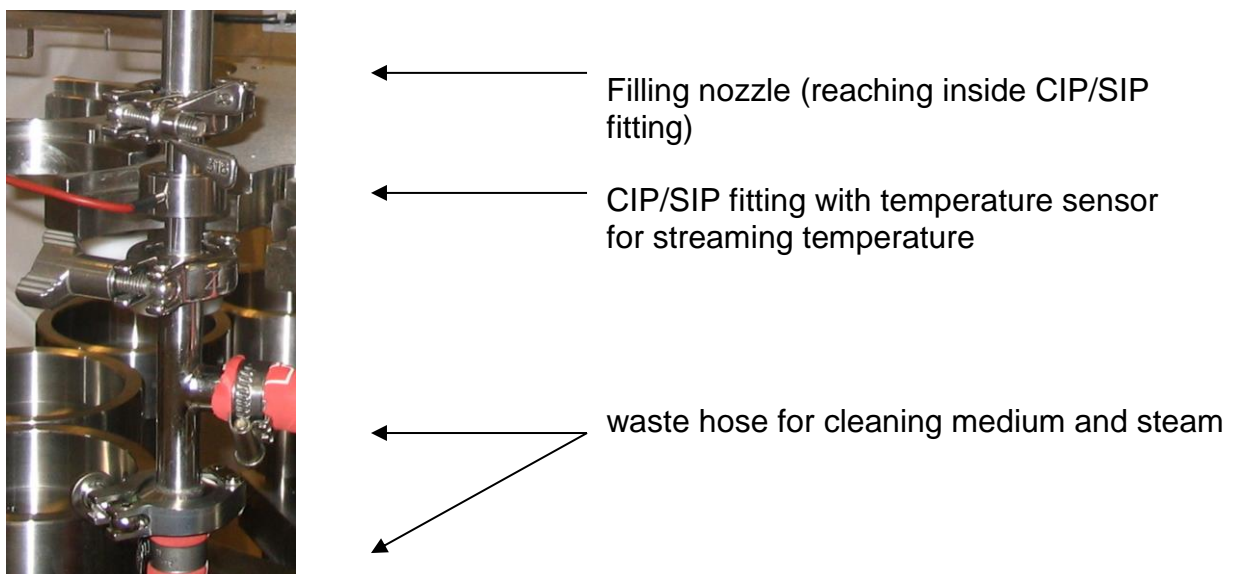 Filling nozzle (reaching inside CIP/SIP
fitting)
CIP/SIP fitting with temperature sensor
for streaming temperature
waste hose for cleaning medium and steam